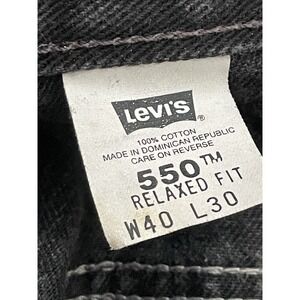 LEVI'S
100% COTTON
MADE IN DOMINICAN REPUBLIC
CARE ON REVERSE
550™
RELAXED FIT
W40 L30